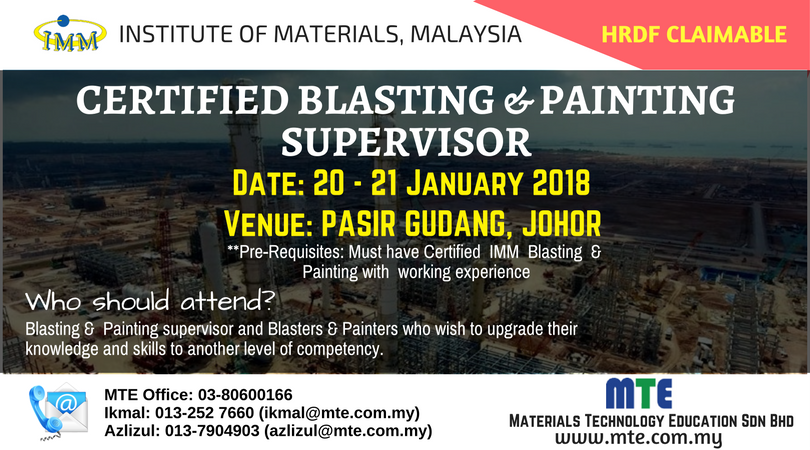 IMM
INSTITUTE OF MATERIALS, MALAYSIA
HRDF CLAIMABLE
CERTIFIED BLASTING & PAINTING
SUPERVISOR
DATE: 20 - 21 JANUARY 2018
VENUE: PASIR GUDANG, JOHOR
**Pre-Requisites: Must have Certified IMM Blasting &
Painting with working experience
Who should attend?
Blasting & Painting supervisor and Blasters & Painters who wish to upgrade their
knowledge and skills to another level of competency.
@
MTE Office: 03-80600166
Ikmal: 013-252 7660 (ikmal@mte.com.my)
Azlizul: 013-7904903 (azlizul@mte.com.my)
MTE
MATERIALS TECHNOLOGY EDUCATION SDN BHD
www.mte.com.my